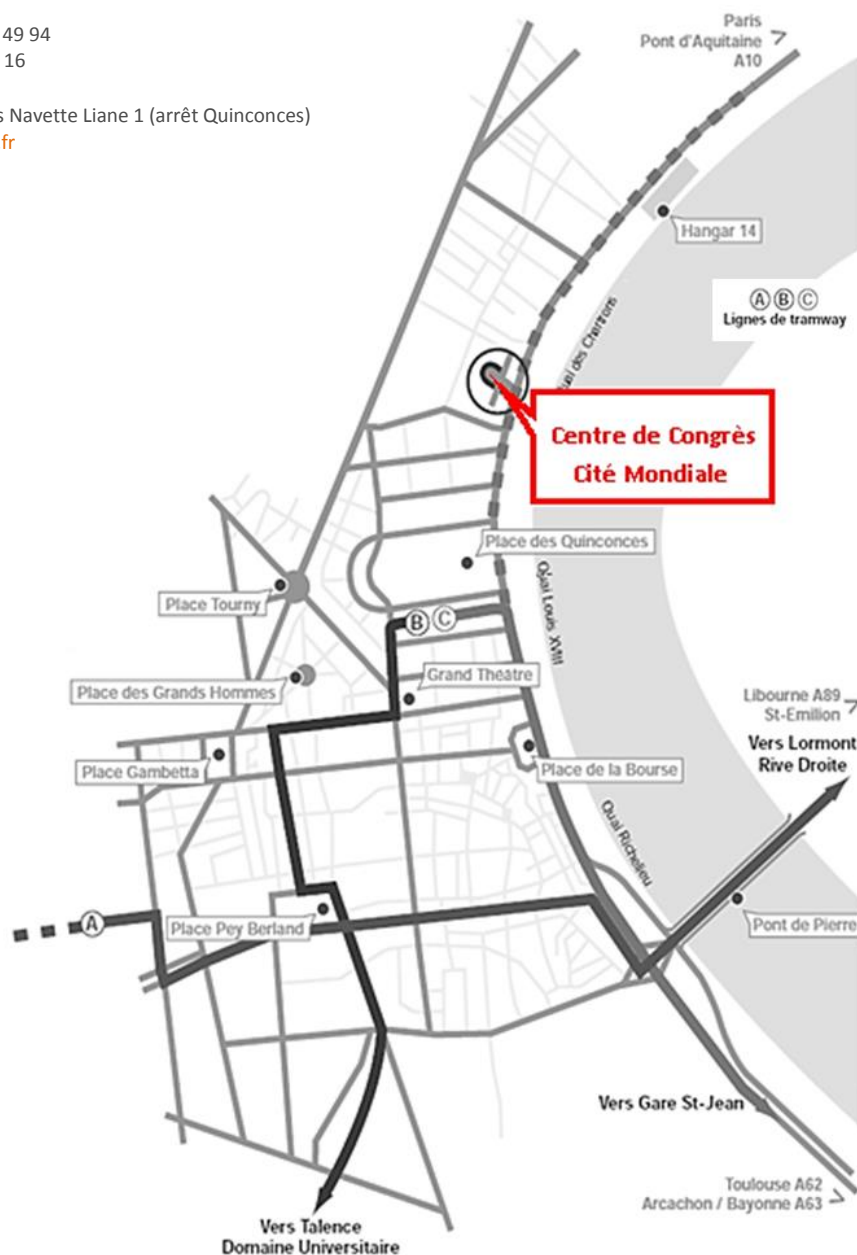 49 94
16
s Navette Liane 1 (arrêt Quinconces)
fr
Paris
Pont d'Aquitaine
A10
Hangar 14
A B C
Lignes de tramway
Quai des Chartrons
Centre de Congrès
Cité Mondiale
Place des Quinconces
Quai Louis XVIII
Place Tourny
B C
Grand Théâtre
Place des Grands Hommes
Libourne A89
St-Emilion
Vers Lormont
Rive Droite
Place Gambetta
Place de la Bourse
Quai Richelieu
A
Place Pey Berland
Pont de Pierre
Vers Gare St-Jean
Toulouse A62
Arcachon / Bayonne A63
Vers Talence
Domaine Universitaire